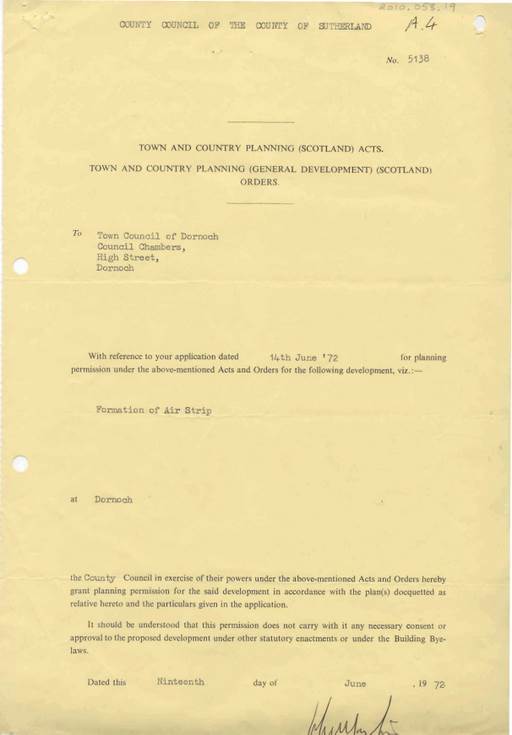 2010.053.19
COUNTY COUNCIL OF THE COUNTY OF SUTHERLAND
A.4
No. 5138
TOWN AND COUNTRY PLANNING (SCOTLAND) ACTS.
TOWN AND COUNTRY PLANNING (GENERAL DEVELOPMENT) (SCOTLAND)
ORDERS.
To Town Council of Dornoch
Council Chambers,
High Street,
Dornoch
With reference to your application dated 14th June '72 for planning
permission under the above-mentioned Acts and Orders for the following development, viz.:—
Formation of Air Strip
at Dornoch
the County Council in exercise of their powers under the above-mentioned Acts and Orders hereby
grant planning permission for the said development in accordance with the plan(s) docquetted as
relative hereto and the particulars given in the application.
It should be understood that this permission does not carry with it any necessary consent or
approval to the proposed development under other statutory enactments or under the Building Bye-
laws.
Dated this Ninteenth day of June , 19 72